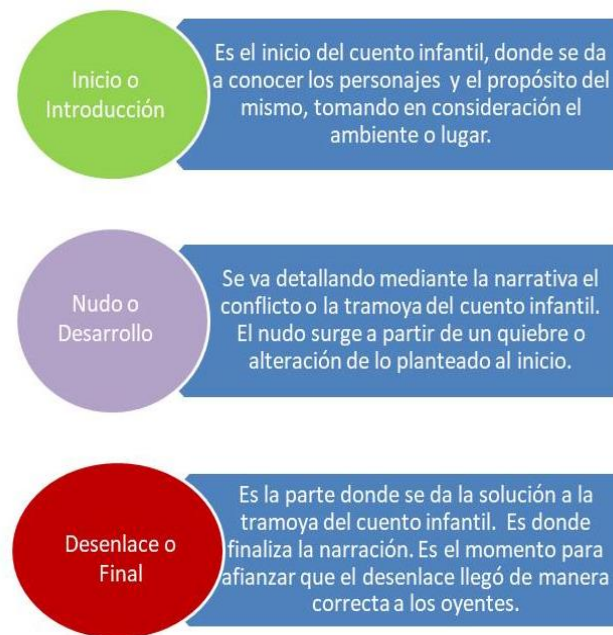 Inicio o
Introducción
Es el inicio del cuento infantil, donde se da
a conocer los personajes y el propósito del
mismo, tomando en consideración el
ambiente o lugar.
Nudo o
Desarrollo
Se va detallando mediante la narrativa el
conflicto o la tramoya del cuento infantil.
El nudo surge a partir de un quiebre o
alteración de lo planteado al inicio.
Desenlace o
Final
Es la parte donde se da la solución a la
tramoya del cuento infantil. Es donde
finaliza la narración. Es el momento para
afianzar que el desenlace llegó de manera
correcta a los oyentes.